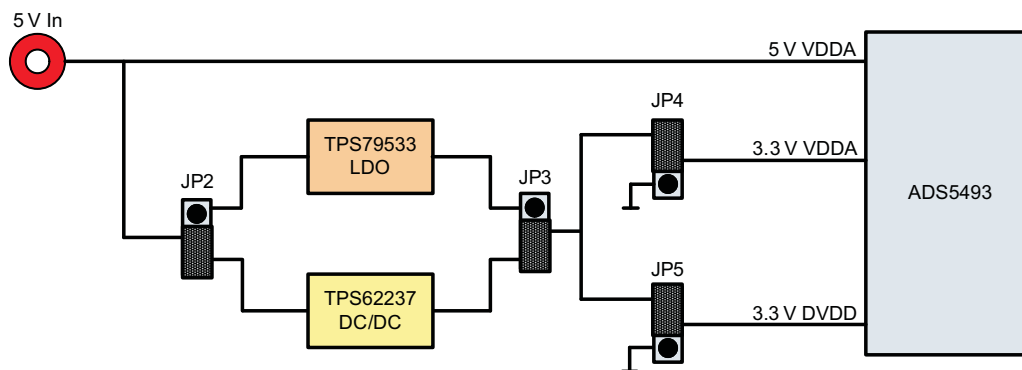 5 V In
5 V VDDA
JP4
TPS79533
LDO
3.3 V VDDA
JP2
JP3
ADS5493
JP5
TPS62237
DC/DC
3.3 V DVDD